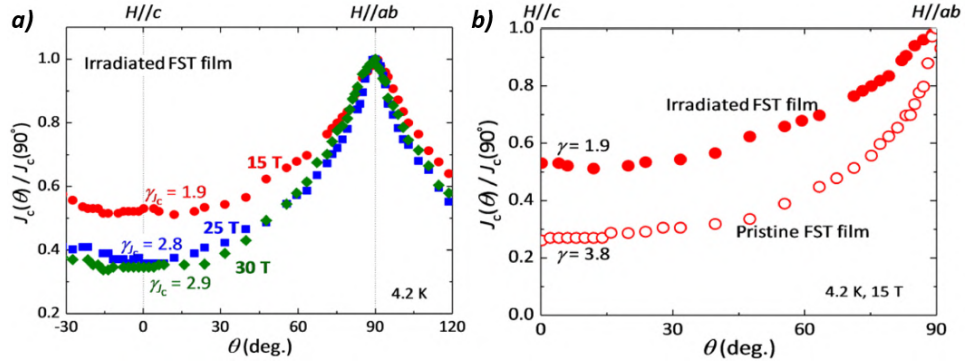 a)
H//c
H//ab
Irradiated FST film
15 T
γJc = 1.9
25 T
γJc = 2.8
30 T
γJc = 2.9
4.2 K
Jc(θ) / Jc(90°)
1.0
0.8
0.6
0.4
0.2
-30
0
30
60
90
120
θ (deg.)
b)
H//c
H//ab
Irradiated FST film
γ = 1.9
Pristine FST film
γ = 3.8
4.2 K, 15 T
Jc(θ) / Jc(90°)
1.0
0.8
0.6
0.4
0.2
0.0
0
30
60
90
θ (deg.)